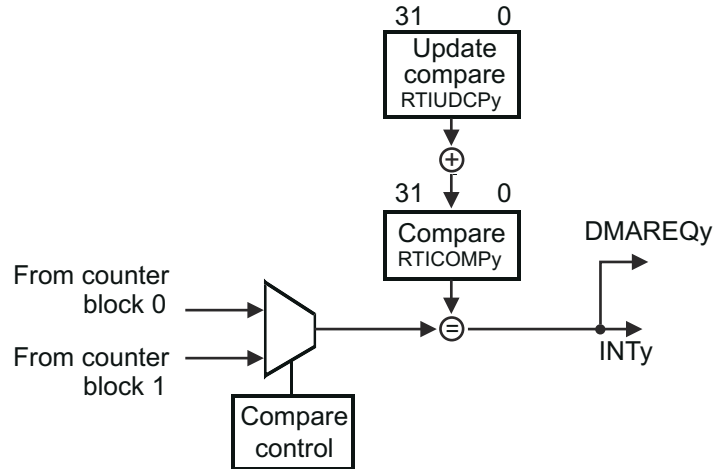 31 0
Update
compare
RTIUDCPy
+
31 0
Compare
RTICOMPy
DMAREQy
From counter
block 0
=
INTy
From counter
block 1
Compare
control